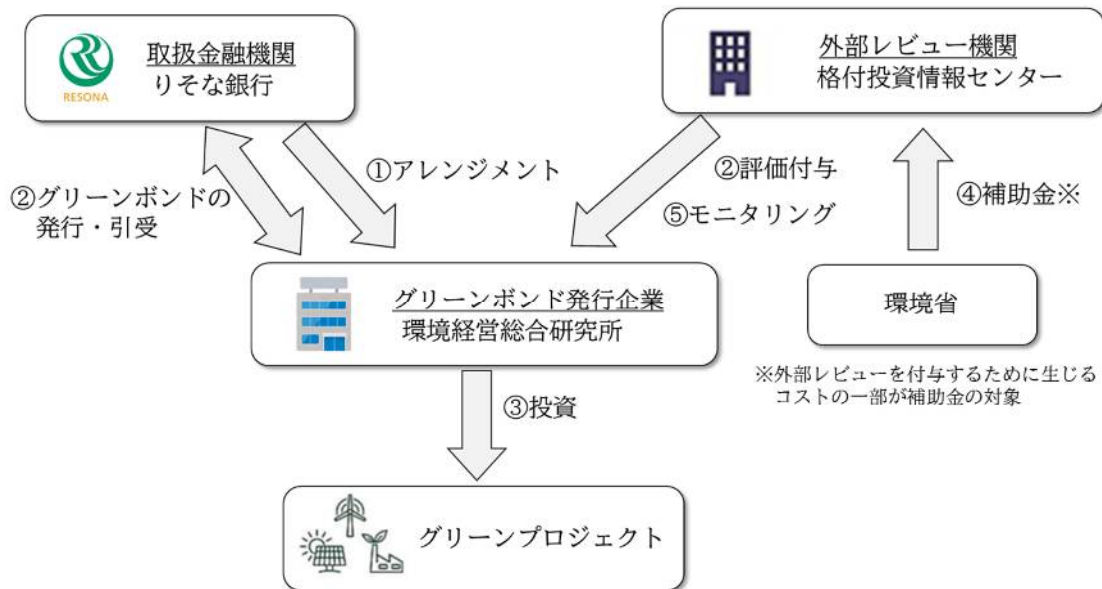 RESONA
取扱金融機関
りそな銀行
外部レビュー機関
格付投資情報センター
①アレンジメント
②グリーンボンドの
発行・引受
②評価付与
⑤モニタリング
④補助金※
グリーンボンド発行企業
環境経営総合研究所
環境省
※外部レビューを付与するために生じる
コストの一部が補助金の対象
③投資
グリーンプロジェクト